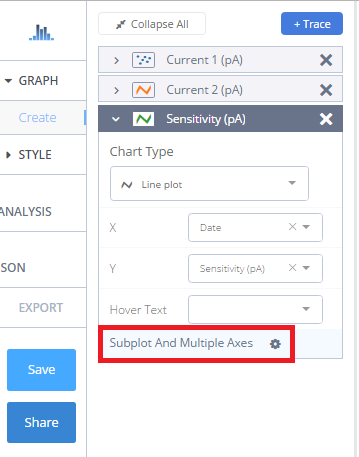 Collapse All
+ Trace
GRAPH
Create
STYLE
ANALYSIS
SON
EXPORT
Save
Share
Current 1 (pA)
Current 2 (pA)
Sensitivity (pA)
Chart Type
Line plot
X Date
Y Sensitivity (pA)
Hover Text
Subplot And Multiple Axes